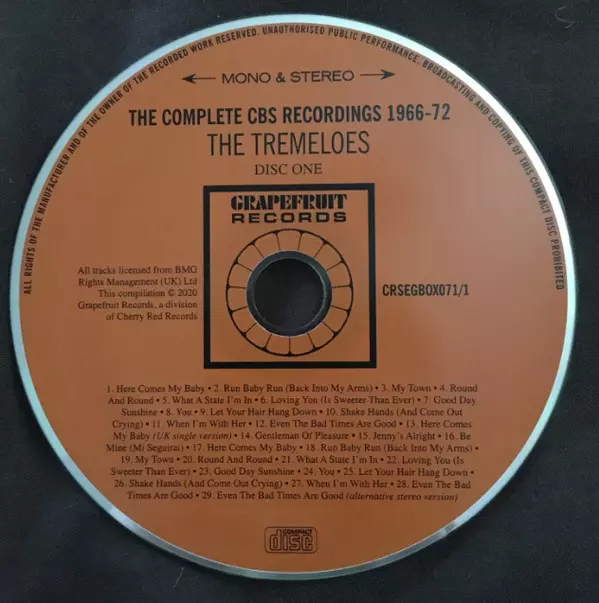 ALL RIGHTS OF THE MANUFACTURER AND OF THE OWNER OF THE RECORDED WORK RESERVED. UNAUTHORISED PUBLIC PERFORMANCE, BROADCASTING AND COPYING OF THIS COMPACT DISC PROHIBITED
MONO & STEREO
THE COMPLETE CBS RECORDINGS 1966-72
THE TREMELOES
DISC ONE
GRAPEFRUIT
RECORDS
All tracks licensed from BMG
Rights Management (UK) Ltd
This compilation © 2020
Grapefruit Records, a division
of Cherry Red Records
CRSEGBOX071/1
1. Here Comes My Baby • 2. Run Baby Run (Back Into My Arms) • 3. My Town • 4. Round
And Round • 5. What A State I'm In • 6. Loving You (Is Sweeter Than Ever) • 7. Good Day
Sunshine • 8. You • 9. Let Your Hair Hang Down • 10. Shake Hands (And Come Out
Crying) • 11. When I'm With Her • 12. Even The Bad Times Are Good • 13. Here Comes
My Baby (UK single version) • 14. Gentleman Of Pleasure • 15. Jenny's Alright • 16. Be
Mine (Mi Seguirai) • 17. Here Comes My Baby • 18. Run Baby Run (Back Into My Arms)
• 19. My Town • 20. Round and Round • 21. What A State I'm In • 22. Loving You (Is
Sweeter Than Ever) • 23. Good Day Sunshine • 24. You • 25. Let Your Hair Hang Down
• 26. Shake Hands (And Come Out Crying) • 27. When I'm With Her • 28. Even The Bad
Times Are Good • 29. Even The Bad Times Are Good (alternative stereo version)
COMPACT
disc